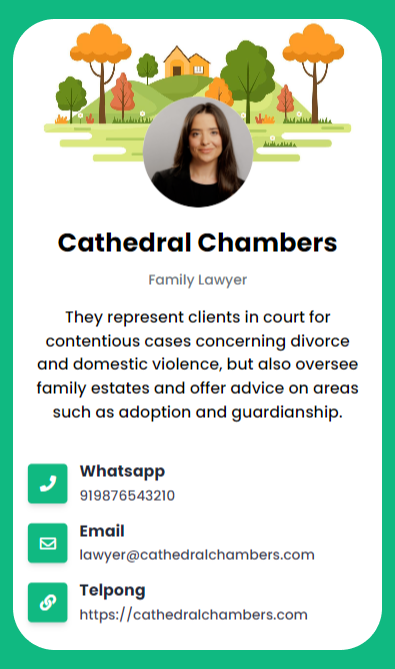 Cathedral Chambers
Family Lawyer
They represent clients in court for
contentious cases concerning divorce
and domestic violence, but also oversee
family estates and offer advice on areas
such as adoption and guardianship.
Whatsapp
919876543210
Email
lawyer@cathedralchambers.com
Telpong
https://cathedralchambers.com